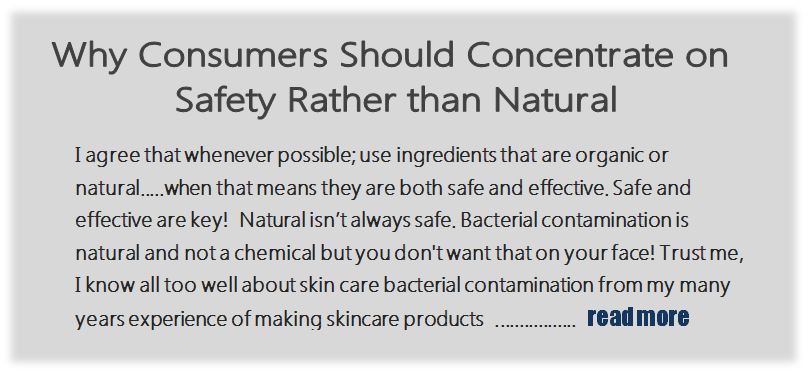 Why Consumers Should Concentrate on
Safety Rather than Natural
I agree that whenever possible; use ingredients that are organic or
natural.....when that means they are both safe and effective. Safe and
effective are key!  Natural isn’t always safe. Bacterial contamination is
natural and not a chemical but you don't want that on your face! Trust me,
I know all too well about skin care bacterial contamination from my many
years experience of making skincare products  ................. read more